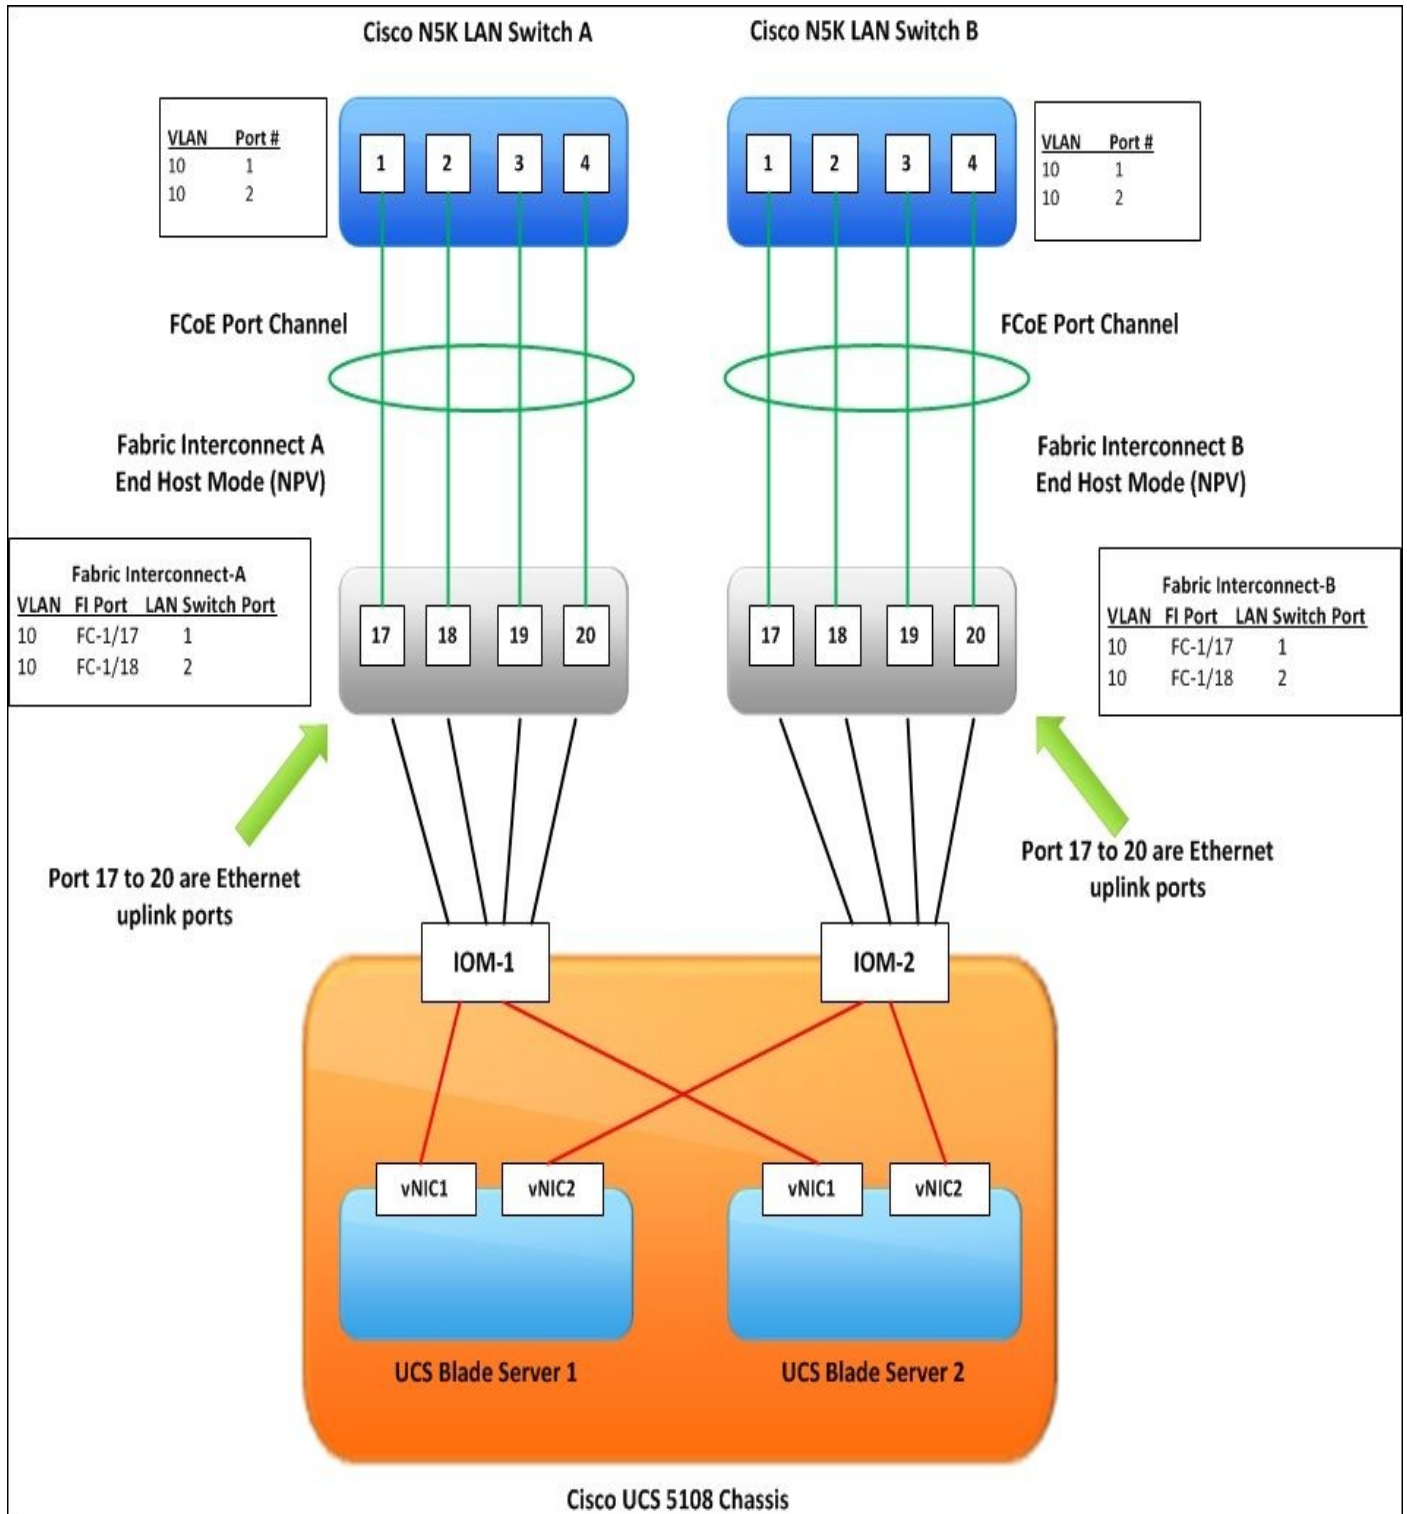 Cisco N5K LAN Switch A
Cisco N5K LAN Switch B
VLAN Port #
10 1
10 2
1 2 3 4
1 2 3 4
VLAN Port #
10 1
10 2
FCoE Port Channel
FCoE Port Channel
Fabric Interconnect A
End Host Mode (NPV)
Fabric Interconnect B
End Host Mode (NPV)
Fabric Interconnect-A
VLAN FI Port LAN Switch Port
10 FC-1/17 1
10 FC-1/18 2
17 18 19 20
17 18 19 20
Fabric Interconnect-B
VLAN FI Port LAN Switch Port
10 FC-1/17 1
10 FC-1/18 2
Port 17 to 20 are Ethernet
uplink ports
Port 17 to 20 are Ethernet
uplink ports
IOM-1
IOM-2
vNIC1
vNIC2
vNIC1
vNIC2
UCS Blade Server 1
UCS Blade Server 2
Cisco UCS 5108 Chassis